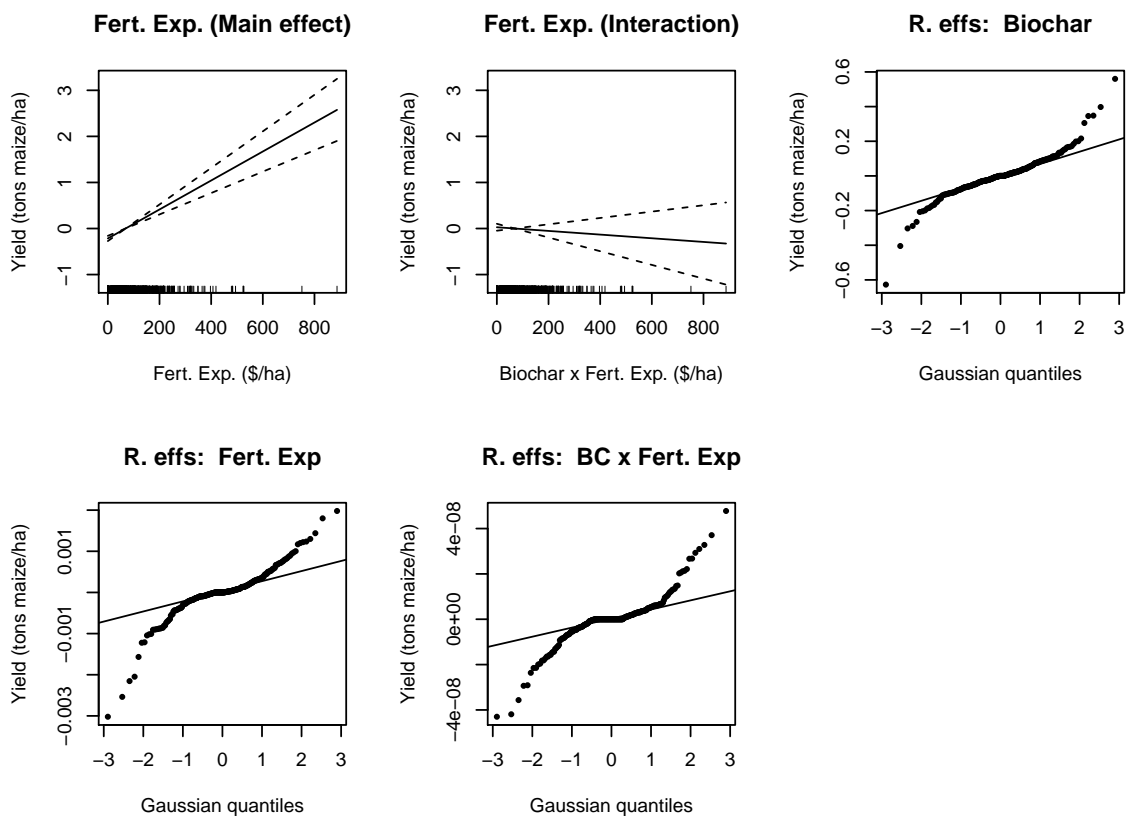 Fert. Exp. (Main effect)
Yield (tons maize/ha)
3
2
1
0
−1
0 200 400 600 800
Fert. Exp. ($/ha)
Fert. Exp. (Interaction)
Yield (tons maize/ha)
3
2
1
0
−1
0 200 400 600 800
Biochar x Fert. Exp. ($/ha)
R. effs: Biochar
Yield (tons maize/ha)
0.6
0.2
−0.2
−0.6
−3 −2 −1 0 1 2 3
Gaussian quantiles
R. effs: Fert. Exp
Yield (tons maize/ha)
0.001
−0.001
−0.003
−3 −2 −1 0 1 2 3
Gaussian quantiles
R. effs: BC x Fert. Exp
Yield (tons maize/ha)
4e−08
0e+00
−4e−08
−3 −2 −1 0 1 2 3
Gaussian quantiles